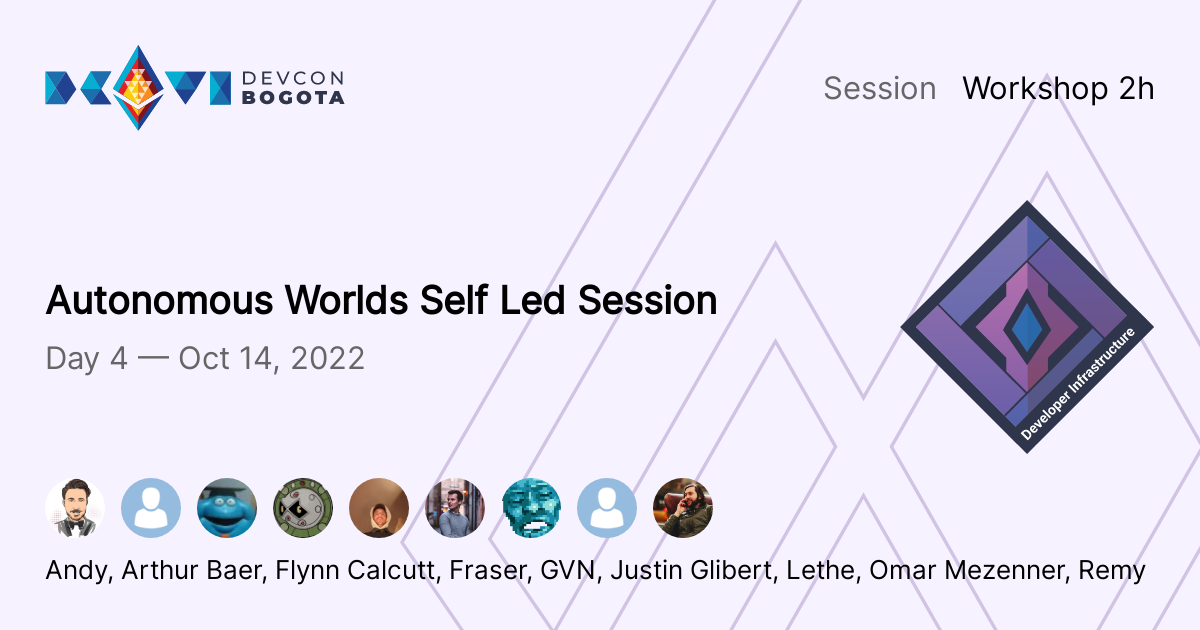 DEVCON
BOGOTA
Session Workshop 2h
Autonomous Worlds Self Led Session
Day 4 — Oct 14, 2022
Developer Infrastructure
Andy, Arthur Baer, Flynn Calcutt, Fraser, GVN, Justin Glibert, Lethe, Omar Mezenner, Remy